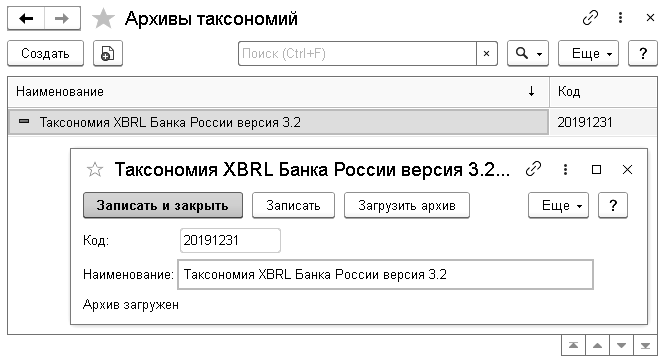 Архивы таксономий
Создать Поиск (Ctrl+F) × Еще ?
Наименование ↓ Код
Таксономия XBRL Банка России версия 3.2 20191231
Таксономия XBRL Банка России версия 3.2...
Записать и закрыть Записать Загрузить архив Еще ?
Код: 20191231
Наименование: Таксономия XBRL Банка России версия 3.2
Архив загружен